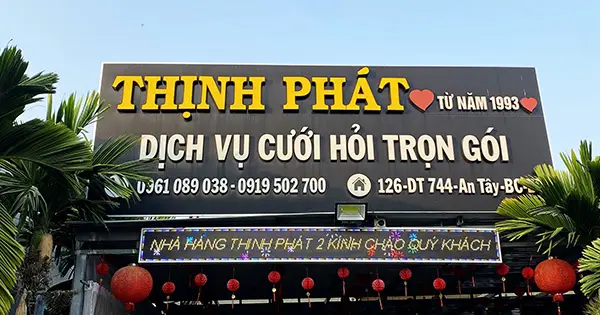 THỊNH PHÁT TỪ NĂM 1993
DỊCH VỤ CƯỚI HỎI TRỌN GÓI
0961 089 038 - 0919 502 700 126-DT 744-An Tây-BC-
NHÀ HÀNG THỊNH PHÁT 2 KÍNH CHÀO QUÝ KHÁCH